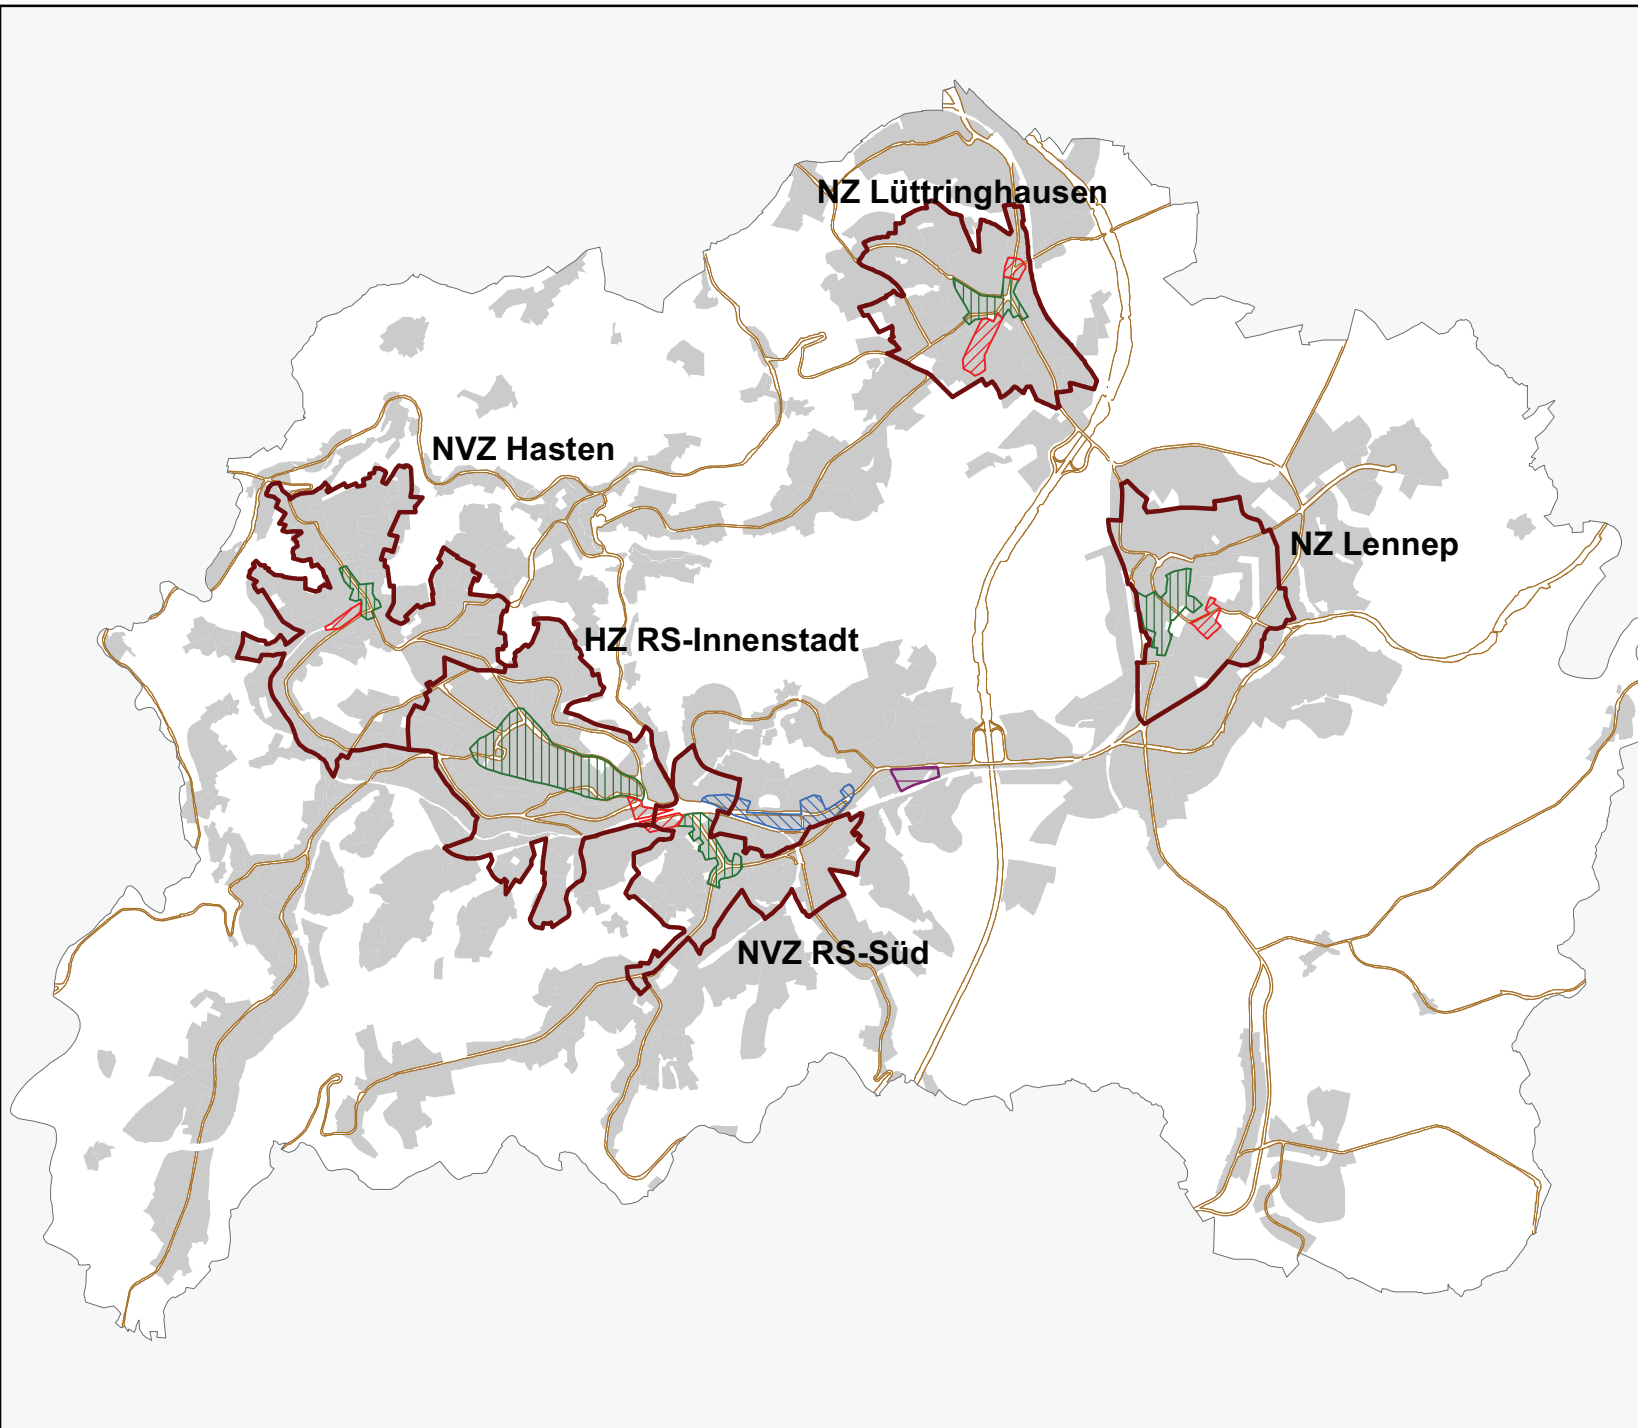 NZ Lüttringhausen
NVZ Hasten
NZ Lennep
HZ RS-Innenstadt
NVZ RS-Süd